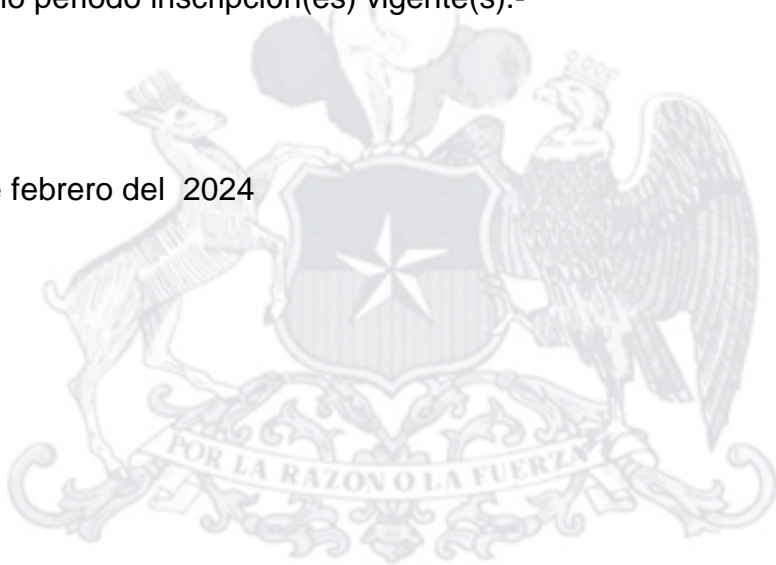 período inscripción(es) vigente(s).-
febrero del 2024
POR LA RAZON O LA FUERZA